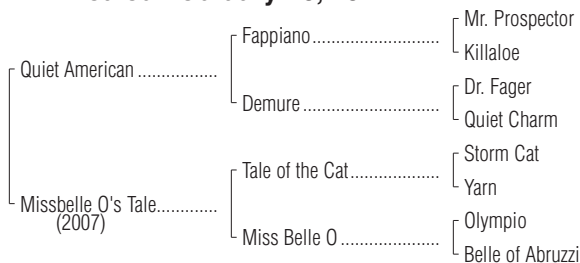 Mr. Prospector
Fappiano
Killaloe
Quiet American
Dr. Fager
Demure
Quiet Charm
Storm Cat
Tale of the Cat
Yarn
Missbelle O's Tale
(2007)
Olympio
Miss Belle O
Belle of Abruzzi